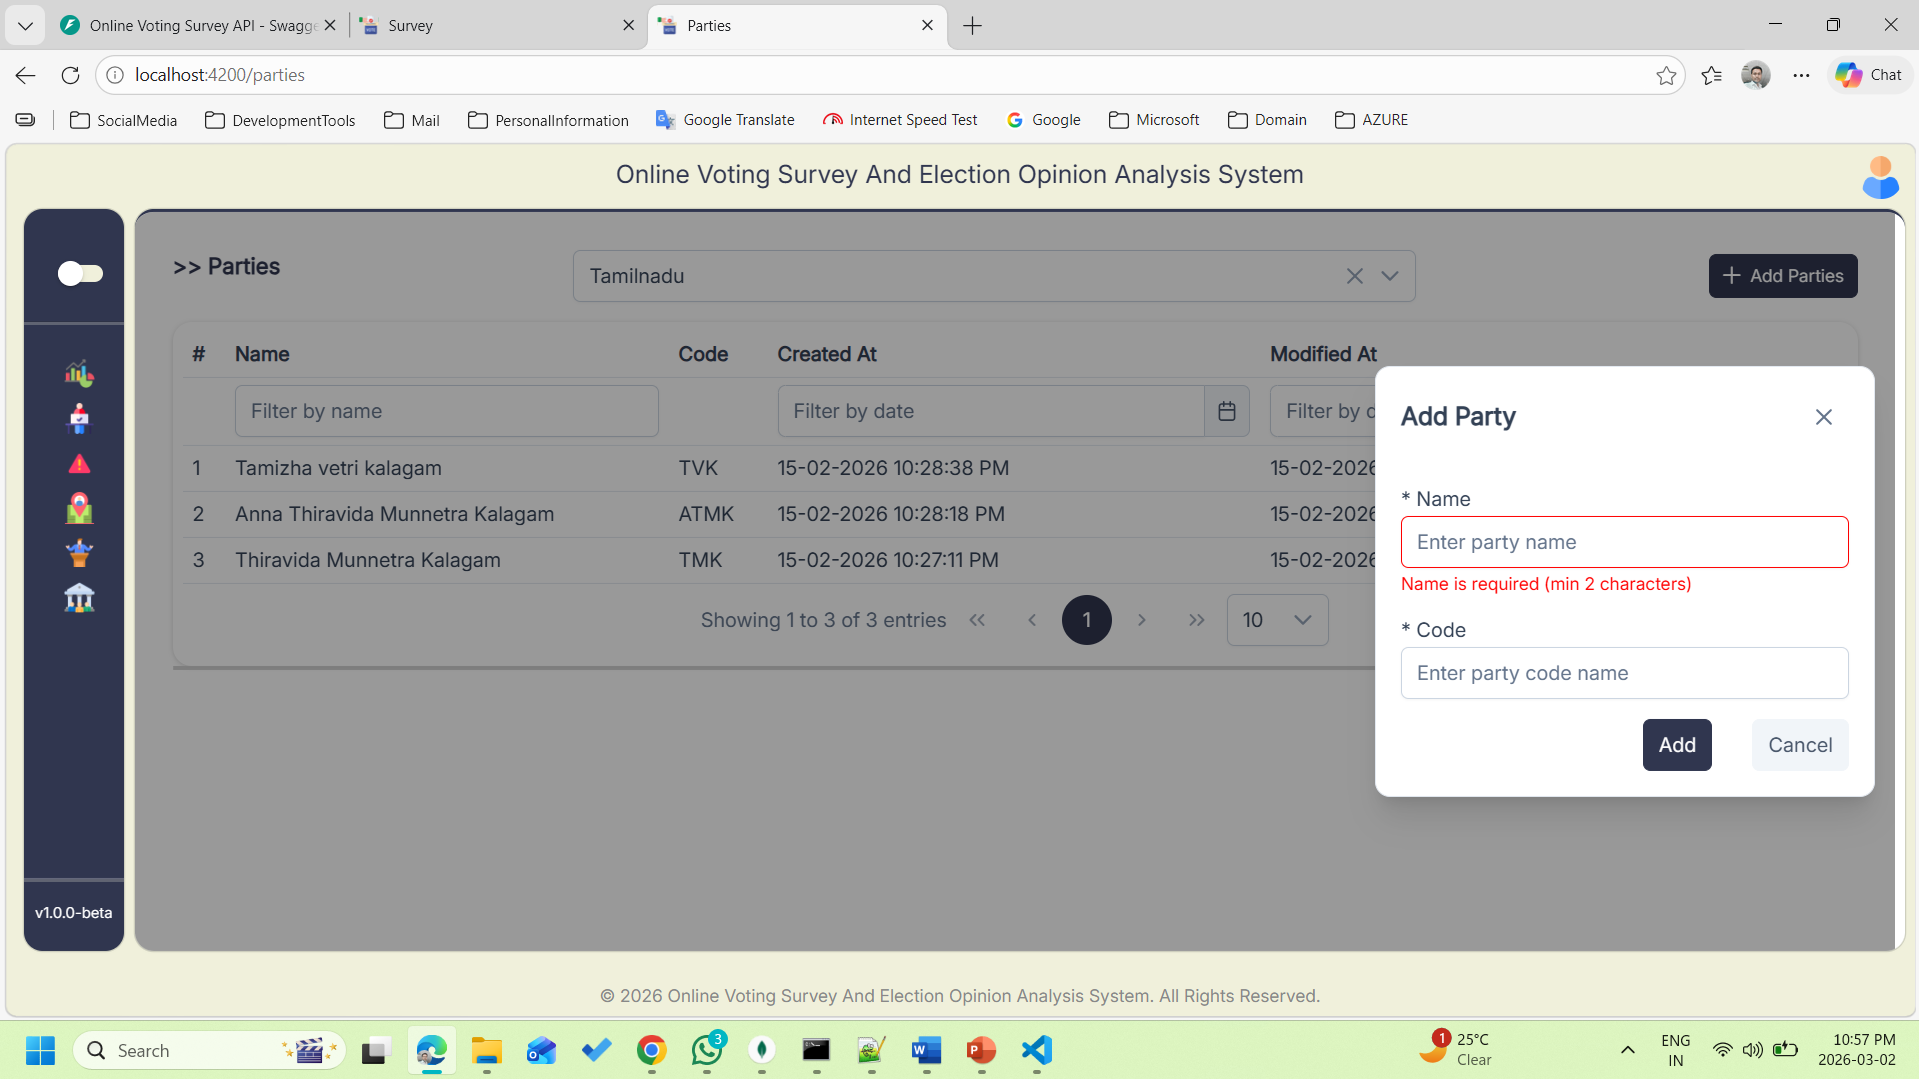 Online Voting Survey API - Swagge
Survey
Parties
localhost:4200/parties
Chat
SocialMedia
DevelopmentTools
Mail
PersonalInformation
Google Translate
Internet Speed Test
Google
Microsoft
Domain
AZURE
Online Voting Survey And Election Opinion Analysis System
>> Parties
Tamilnadu
+ Add Parties
# Name Code Created At Modified At
Filter by name
Filter by date
Filter by d
1 Tamizha vetri kalagam TVK 15-02-2026 10:28:38 PM 15-02-2026
2 Anna Thiravida Munnetra Kalagam ATMK 15-02-2026 10:28:18 PM 15-02-2026
3 Thiravida Munnetra Kalagam TMK 15-02-2026 10:27:11 PM 15-02-2026
Showing 1 to 3 of 3 entries « ‹ 1 › » 10
Add Party
* Name
Enter party name
Name is required (min 2 characters)
* Code
Enter party code name
Add
Cancel
v1.0.0-beta
© 2026 Online Voting Survey And Election Opinion Analysis System. All Rights Reserved.
Search
3
1
25°C
Clear
ENG
IN
10:57 PM
2026-03-02